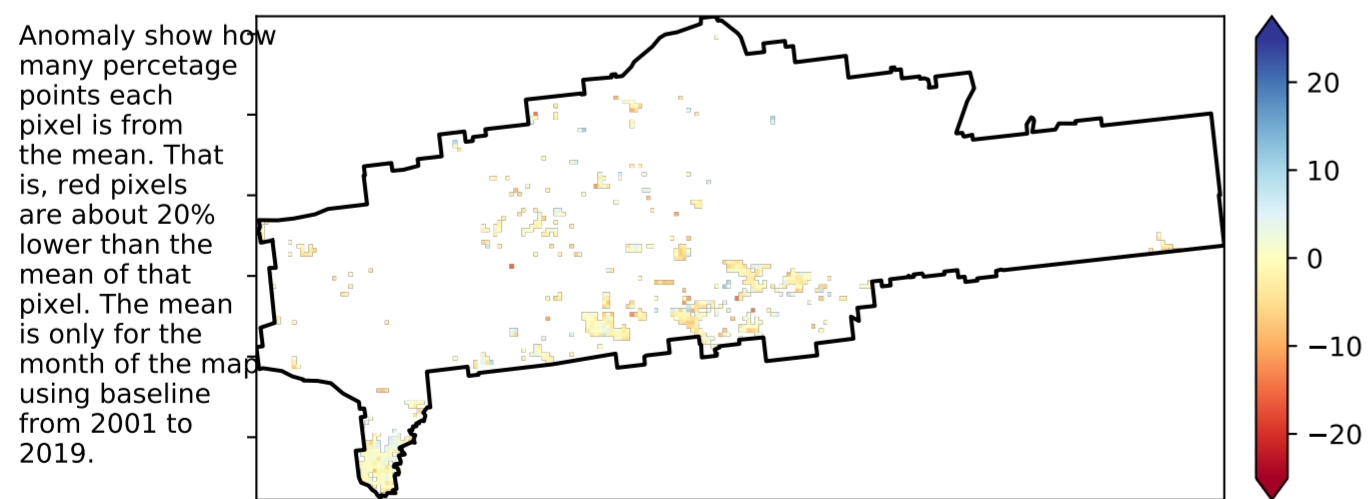 Anomaly show how
many percetage
points each
pixel is from
the mean. That
is, red pixels
are about 20%
lower than the
mean of that
pixel. The mean
is only for the
month of the map
using baseline
from 2001 to
2019.
20
10
0
−10
−20